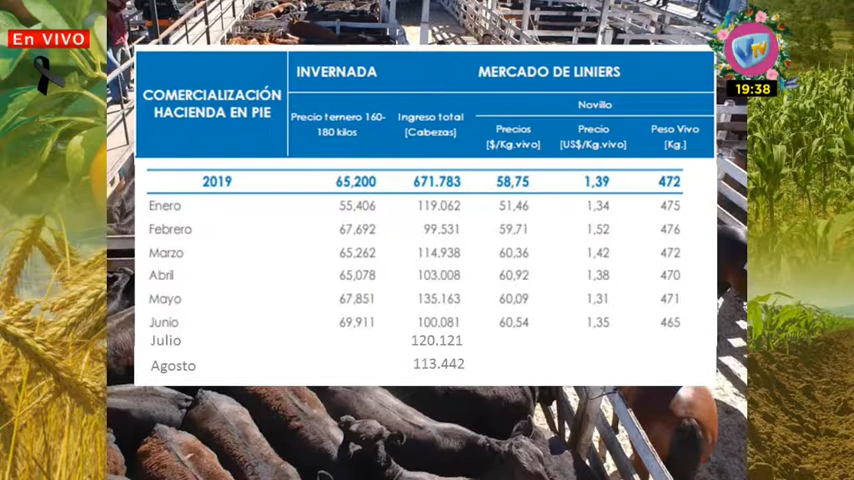 En VIVO
TV
19:38
COMERCIALIZACIÓN
HACIENDA EN PIE
INVERNADA
MERCADO DE LINIERS
Precio ternero 160-
180 kilos
Ingreso total
[Cabezas]
Novillo
Precios
[$/Kg.vivo]
Precio
[US$/Kg.vivo]
Peso Vivo
[Kg.]
2019 65,200 671.783 58,75 1,39 472
Enero 55,406 119.062 51,46 1,34 475
Febrero 67,692 99.531 59,71 1,52 476
Marzo 65,262 114.938 60,36 1,42 472
Abril 65,078 103.008 60,92 1,38 470
Mayo 67,851 135.163 60,09 1,31 471
Junio 69,911 100.081 60,54 1,35 465
Julio 120.121
Agosto 113.442